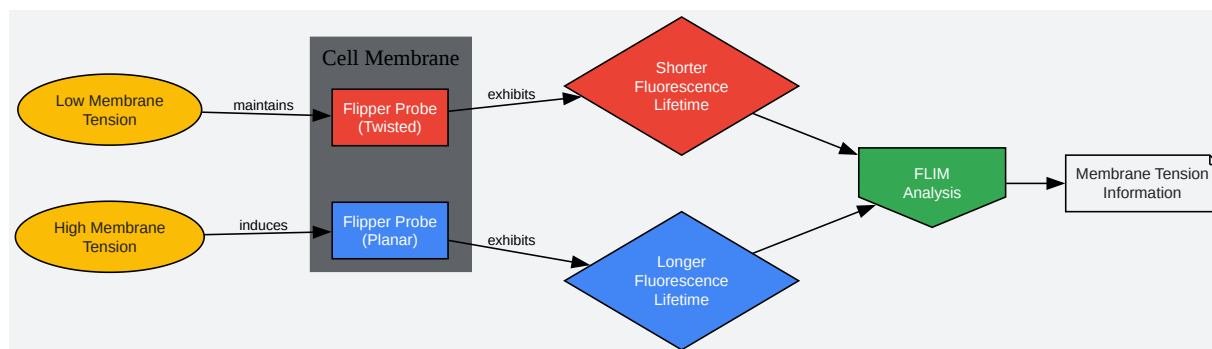 Cell Membrane
Low Membrane
Tension
maintains
Flipper Probe
(Twisted)
exhibits
Shorter
Fluorescence
Lifetime
High Membrane
Tension
induces
Flipper Probe
(Planar)
exhibits
Longer
Fluorescence
Lifetime
FLIM
Analysis
Membrane Tension
Information